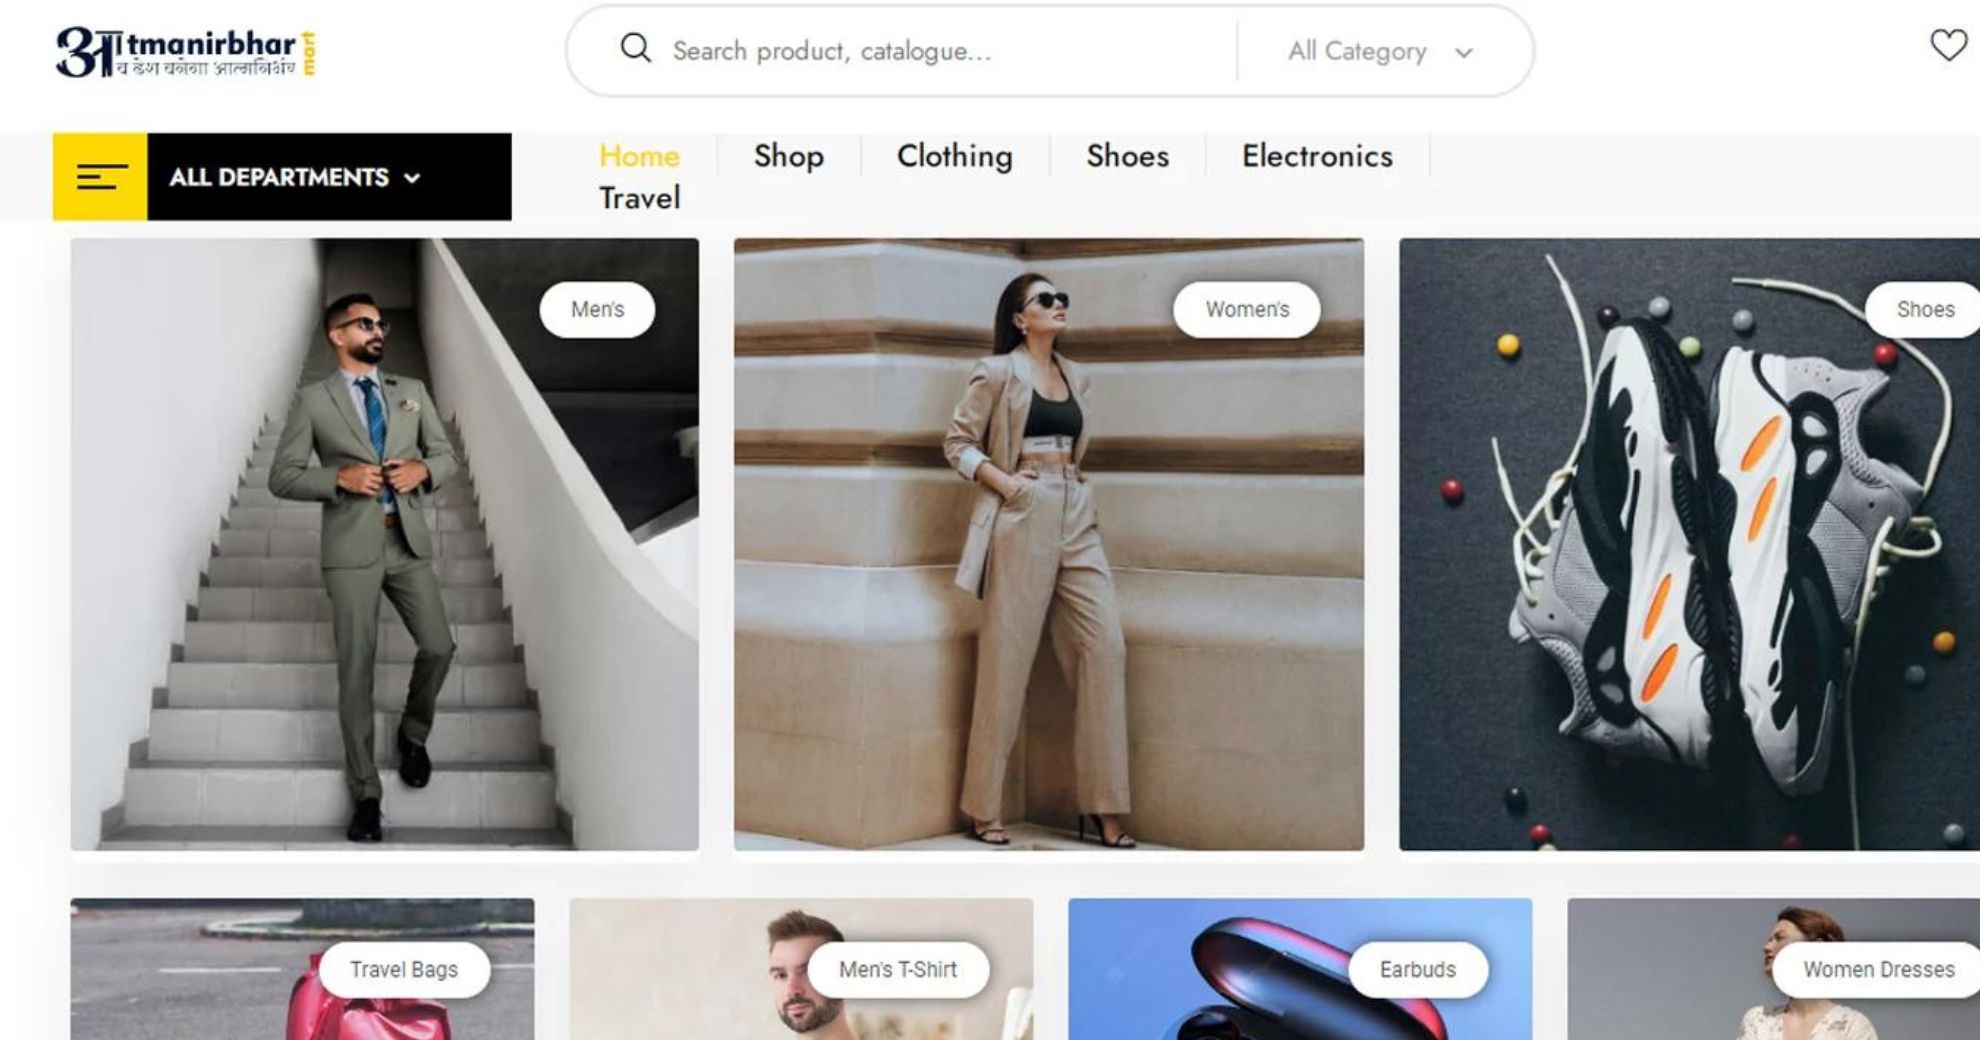 आtmanirbhar mart
व देश बनेगा आत्मनिर्भर
Search product, catalogue...
All Category
ALL DEPARTMENTS
Home
Shop
Clothing
Shoes
Electronics
Travel
Men's
Women's
Shoes
Travel Bags
Men's T-Shirt
Earbuds
Women Dresses